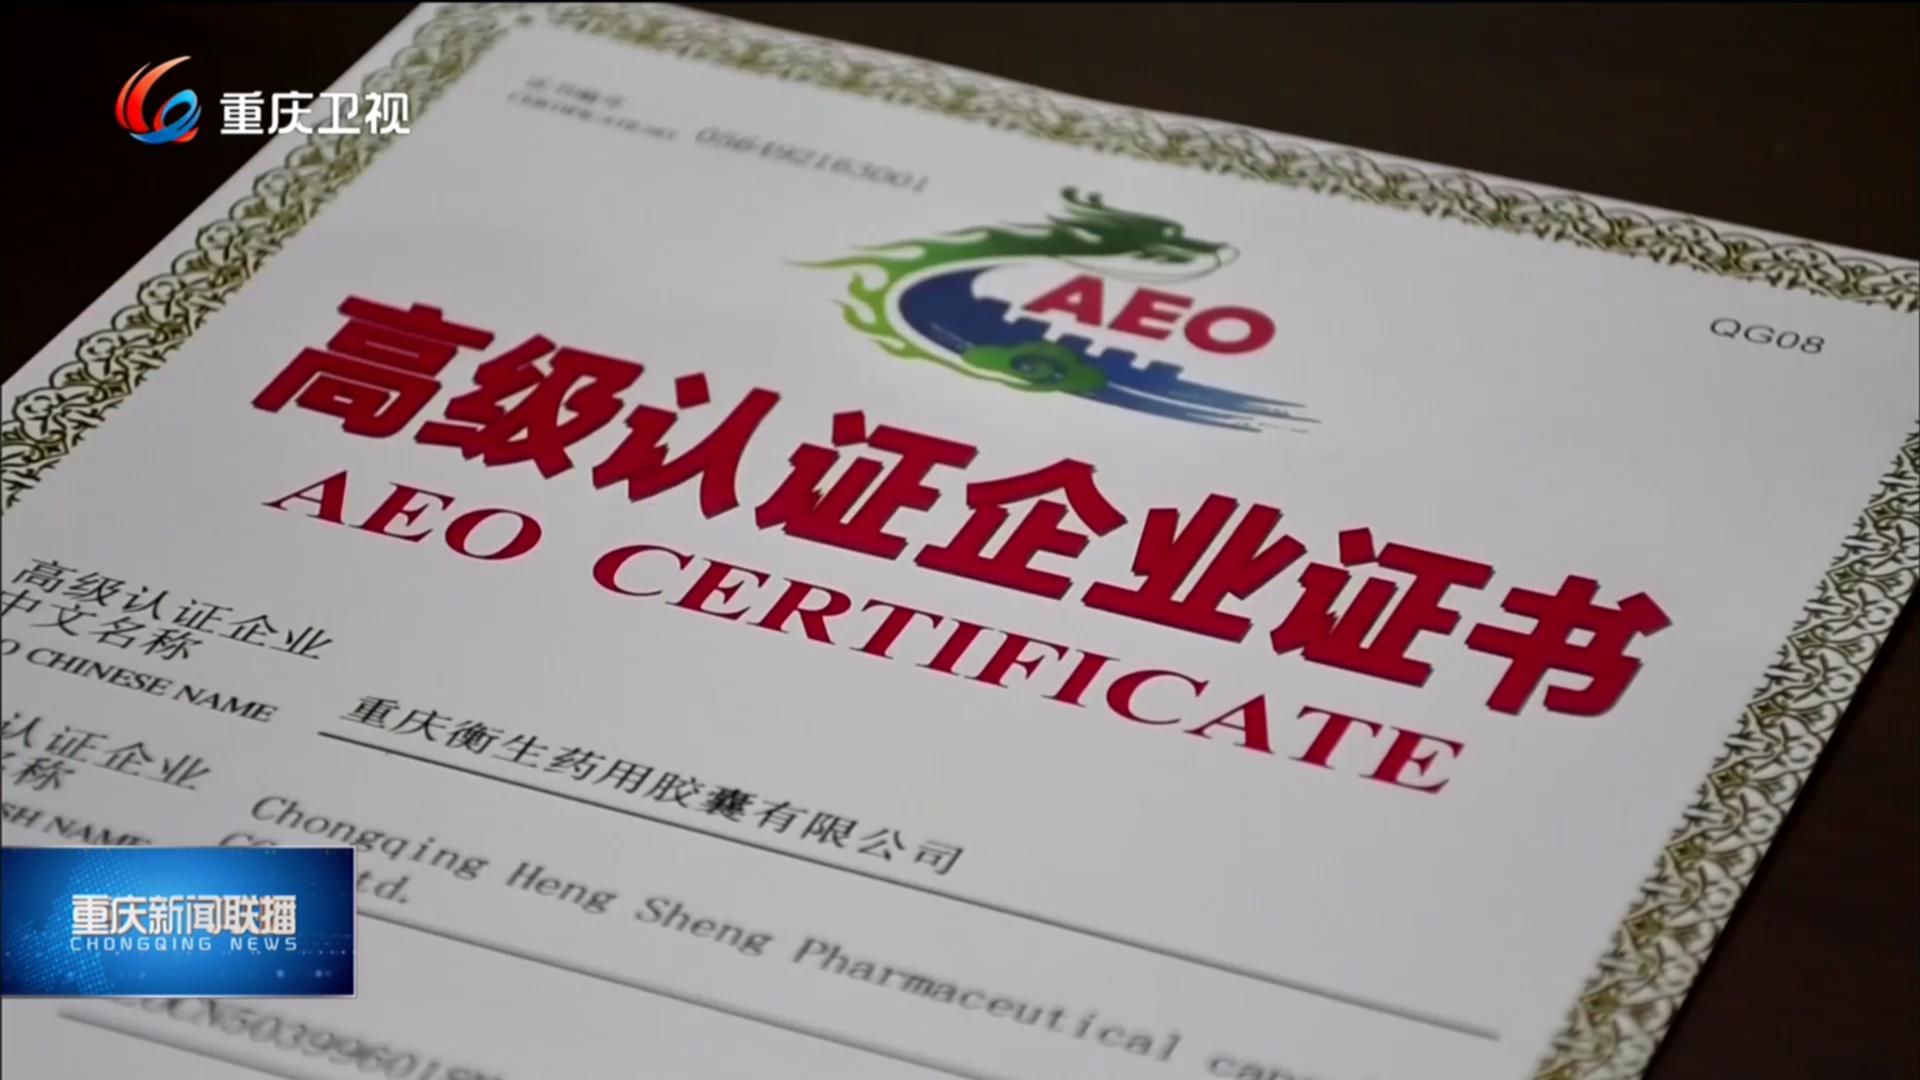 重庆卫视
056492163001
AEO
QG08
高级认证企业证书
AEO CERTIFICATE
高级认证企业
中文名称
CHINESE NAME
重庆衡生药用胶囊有限公司
认证企业
称
NAME
Chongqing Heng Sheng Pharmaceutical
td.
重庆新闻联播
CHONGQING NEWS